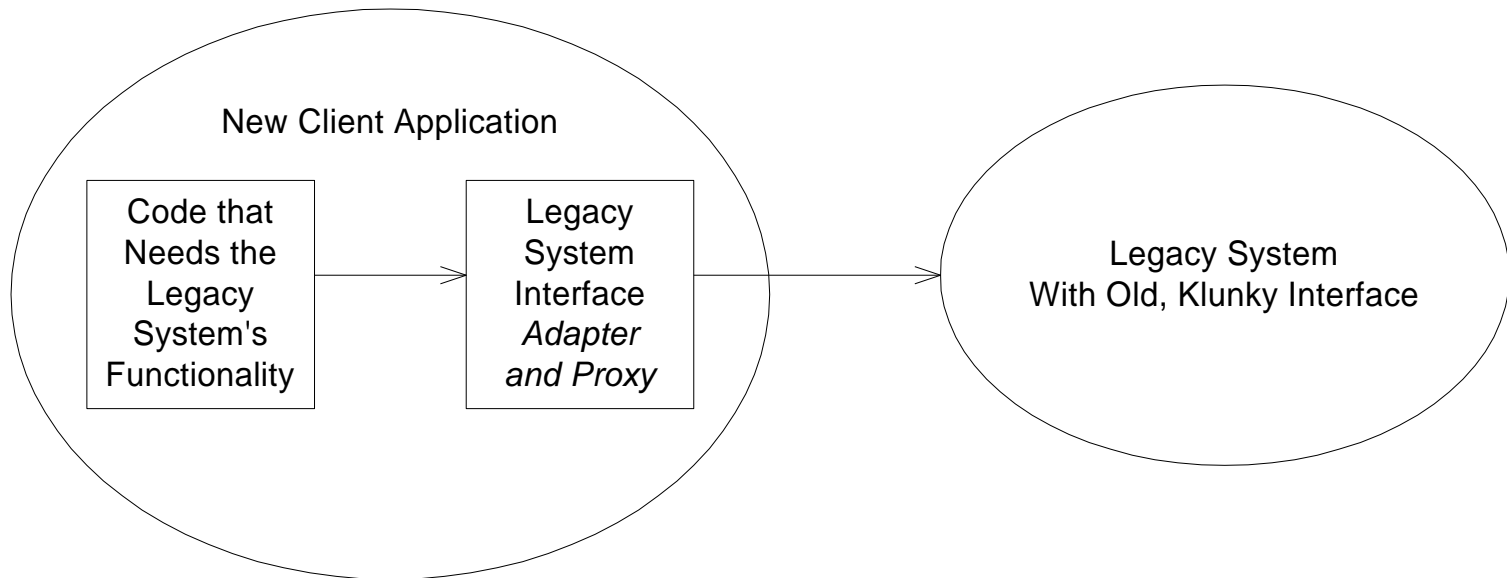 New Client Application
Code that
Needs the
Legacy
System's
Functionality
Legacy
System
Interface
Adapter
and Proxy
Legacy System
With Old, Klunky Interface